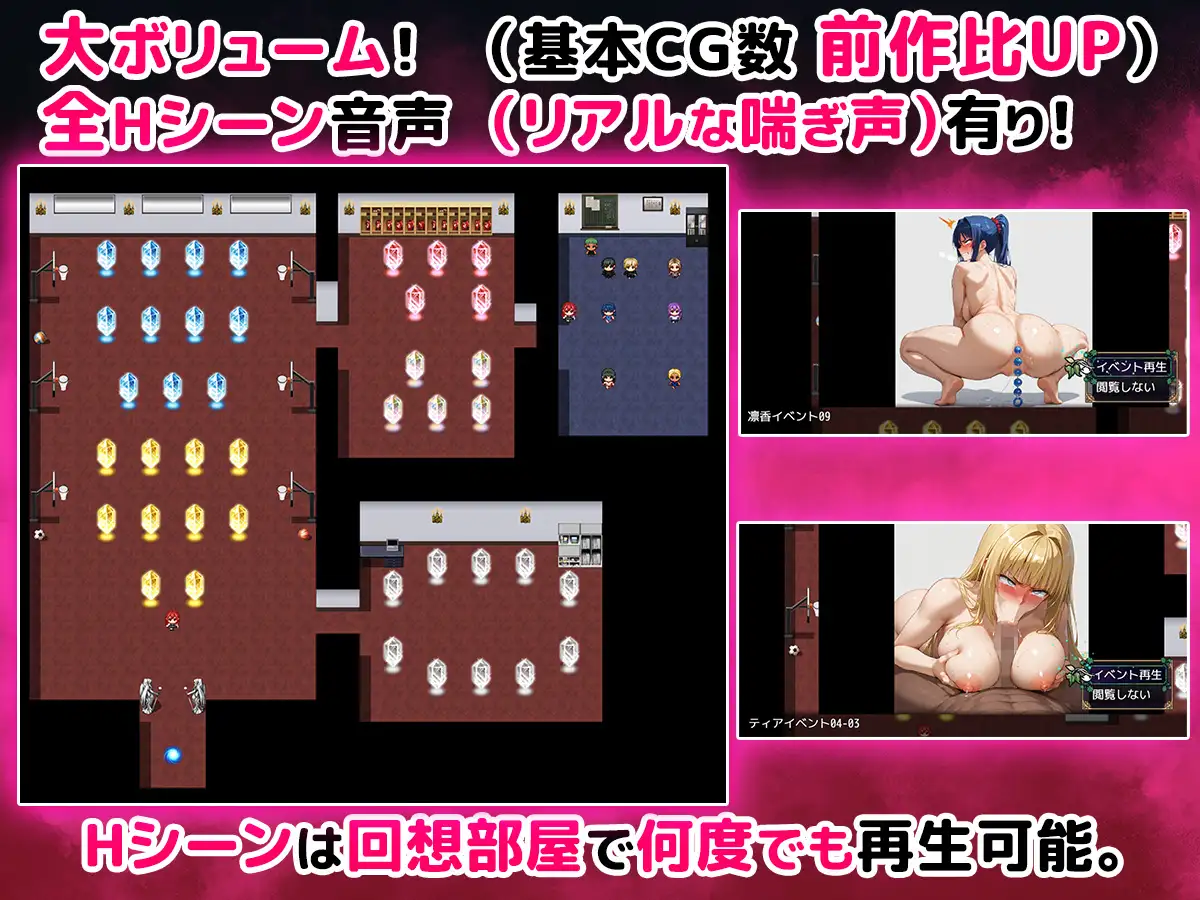 大ボリューム! (基本CG数 前作比UP)
全Hシーン音声 (リアルな喘ぎ声)有り!
イベント再生
閲覧しない
凛香イベント09
イベント再生
閲覧しない
ティアイベント04-03
Hシーンは回想部屋で何度でも再生可能。